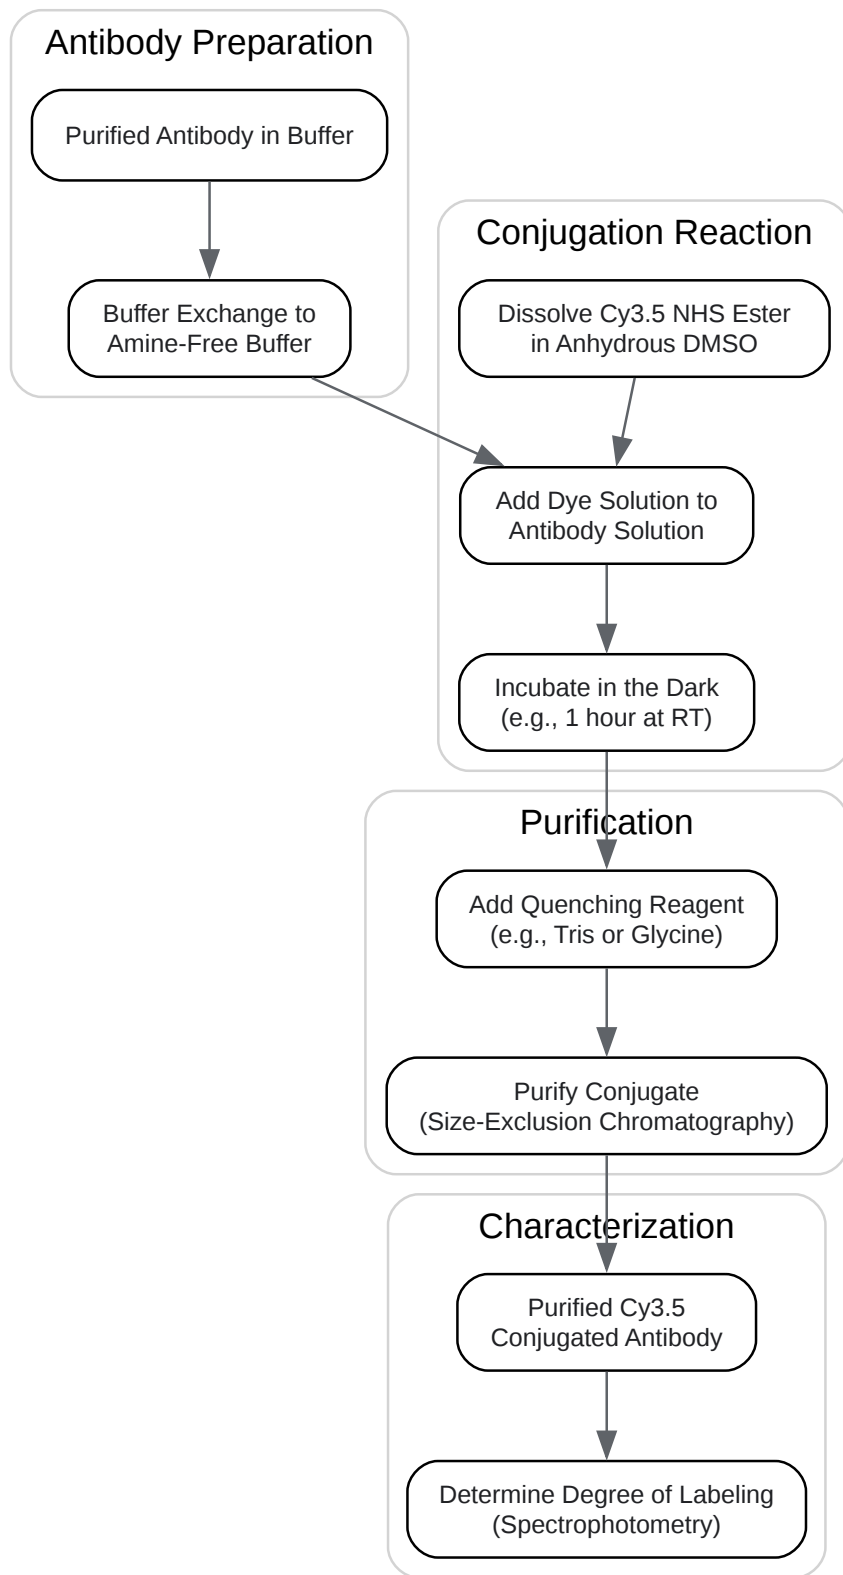 Antibody Preparation
Purified Antibody in Buffer
Buffer Exchange to
Amine-Free Buffer
Conjugation Reaction
Dissolve Cy3.5 NHS Ester
in Anhydrous DMSO
Add Dye Solution to
Antibody Solution
Incubate in the Dark
(e.g., 1 hour at RT)
Purification
Add Quenching Reagent
(e.g., Tris or Glycine)
Purify Conjugate
(Size-Exclusion Chromatography)
Characterization
Purified Cy3.5
Conjugated Antibody
Determine Degree of Labeling
(Spectrophotometry)